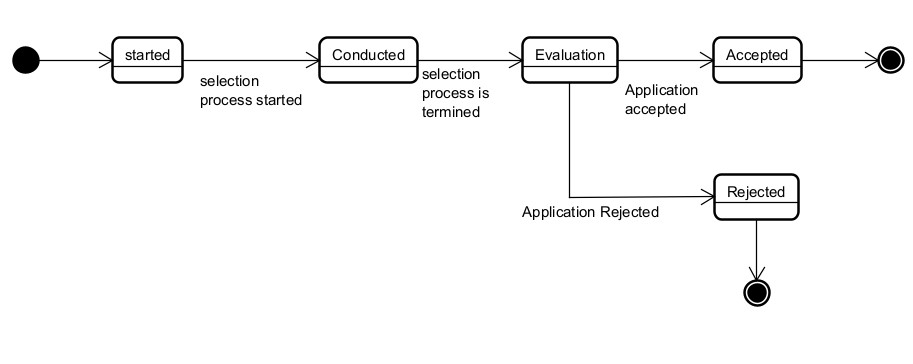 started
Conducted
Evaluation
Accepted
selection
process started
selection
process is
termined
Application
accepted
Rejected
Application Rejected